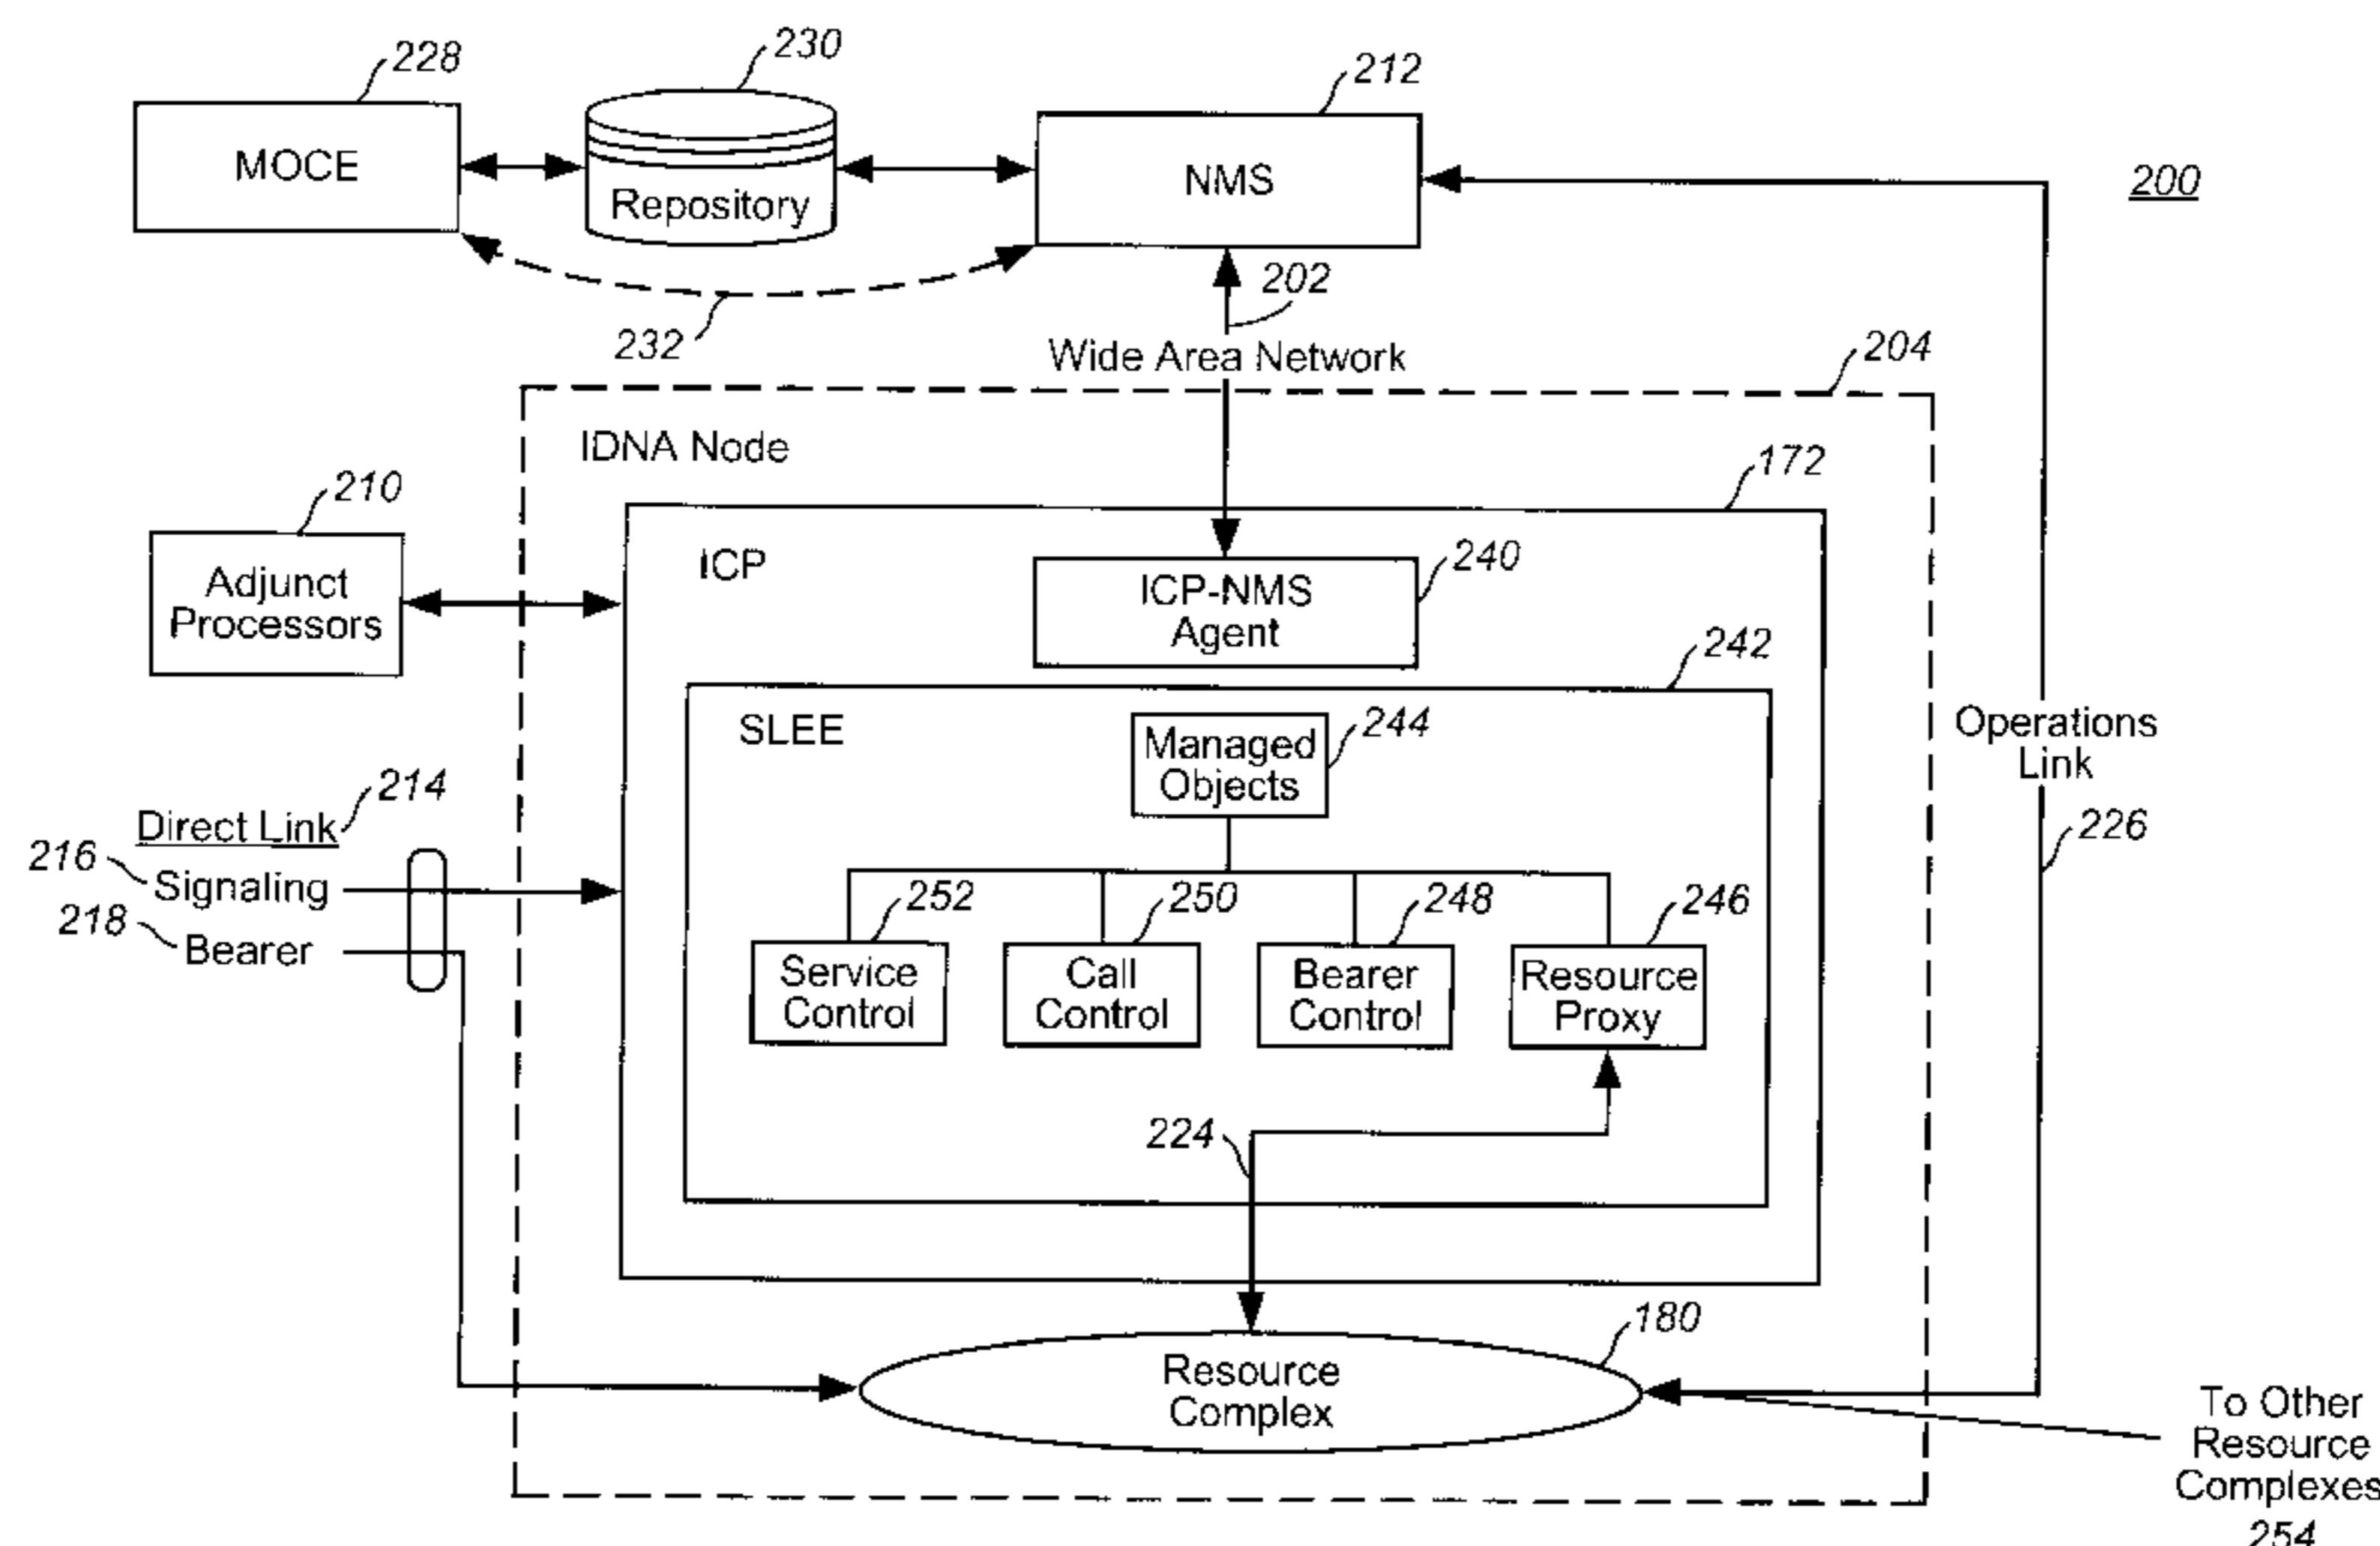 228
230
212
MOCE
Repository
NMS
200
202
232
Wide Area Network
204
IDNA Node
172
210
ICP
Adjunct
Processors
ICP-NMS
Agent
240
242
SLEE
Managed
Objects
244
Operations
Link
226
Direct Link
214
216
Signaling
218
Bearer
252
250
248
246
Service
Control
Call
Control
Bearer
Control
Resource
Proxy
224
180
Resource
Complex
To Other
Resource
Complexes
254